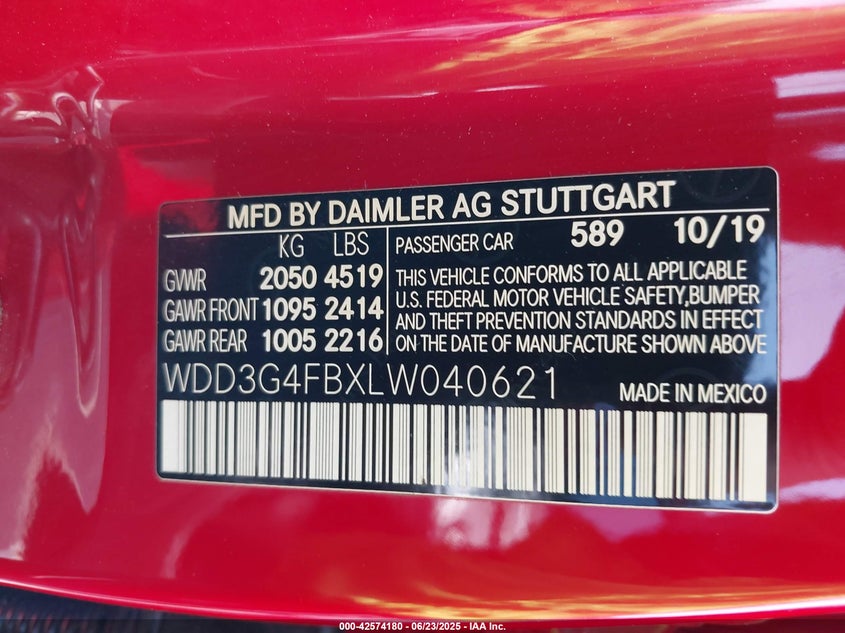 MFD BY DAIMLER AG STUTTGART
KG LBS
GVWR 2050 4519
GAWR FRONT 1095 2414
GAWR REAR 1005 2216
PASSENGER CAR 589 10/19
THIS VEHICLE CONFORMS TO ALL APPLICABLE
U.S. FEDERAL MOTOR VEHICLE SAFETY,BUMPER
AND THEFT PREVENTION STANDARDS IN EFFECT
ON THE DATE OF MANUFACTURE SHOWN ABOVE
WDD3G4FBXLW040621 MADE IN MEXICO
000-42574180 - 06/23/2025 - IAA Inc.